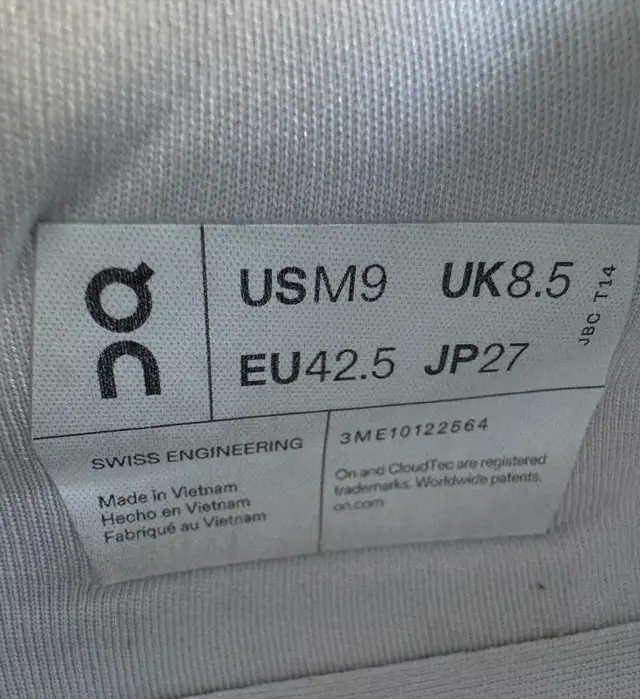 On
USM9 UK8.5
EU42.5 JP27
JBC T14
SWISS ENGINEERING
Made in Vietnam
Hecho en Vietnam
Fabriqué au Vietnam
3ME10122564
On and CloudTec are registered
trademarks. Worldwide patents.
on.com